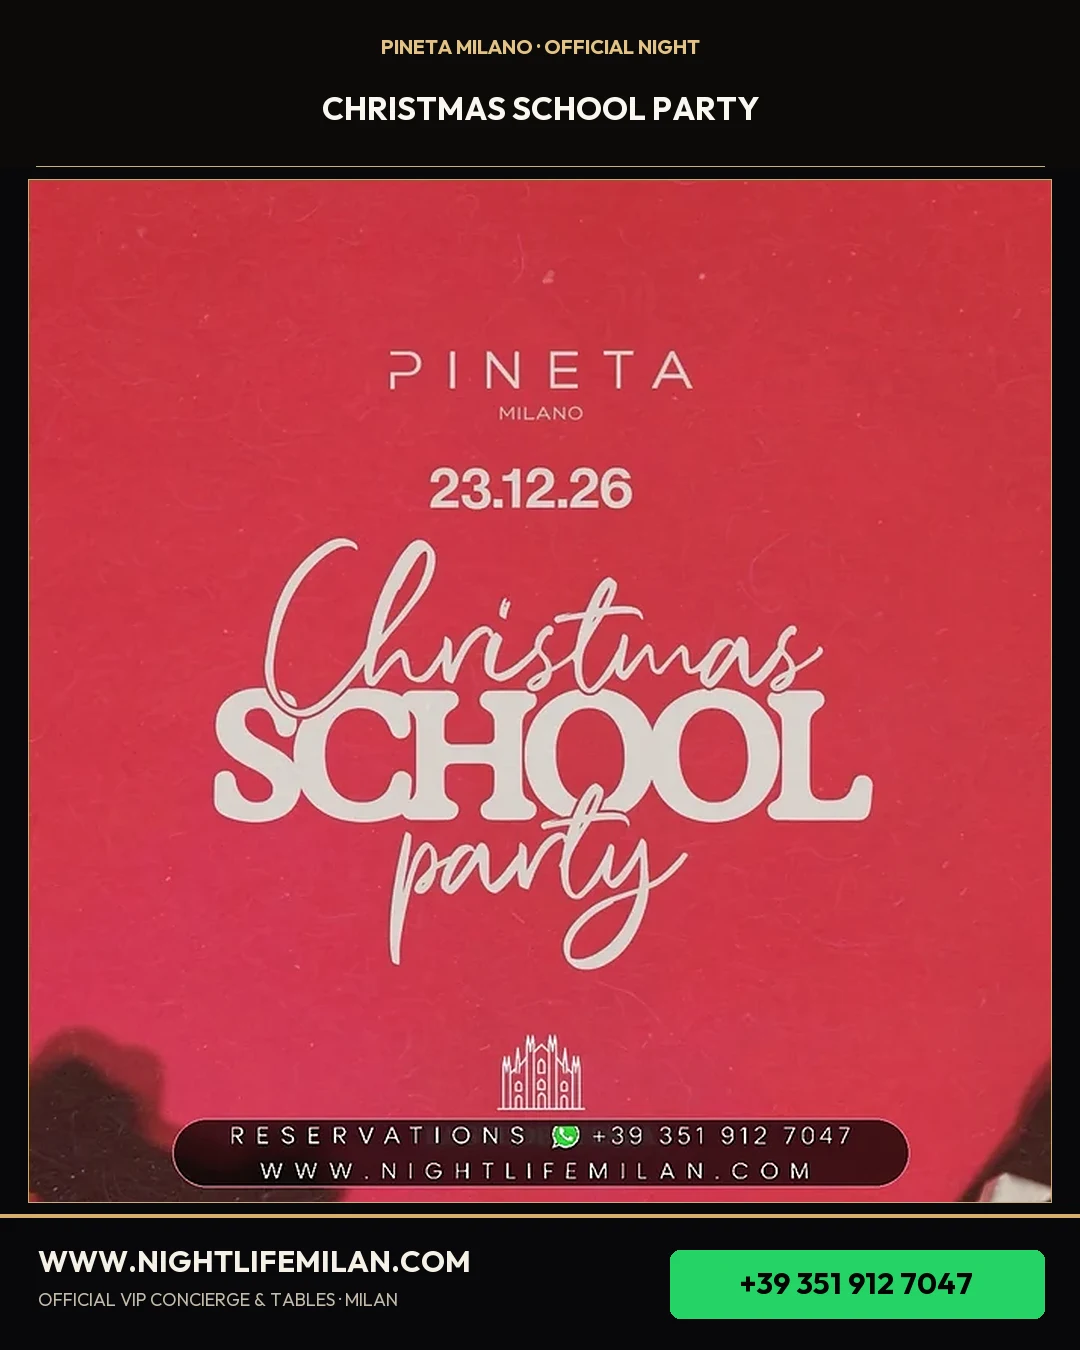 PINETA MILANO · OFFICIAL NIGHT
CHRISTMAS SCHOOL PARTY
PINETA
MILANO
23.12.26
Christmas
SCHOOL
party
RESERVATIONS +39 351 912 7047
WWW.NIGHTLIFEMILAN.COM
WWW.NIGHTLIFEMILAN.COM
OFFICIAL VIP CONCIERGE & TABLES · MILAN
+39 351 912 7047